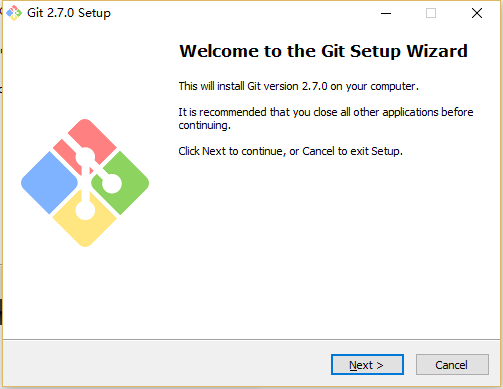 Git 2.7.0 Setup
Welcome to the Git Setup Wizard
This will install Git version 2.7.0 on your computer.
It is recommended that you close all other applications before
continuing.
Click Next to continue, or Cancel to exit Setup.
Next >
Cancel